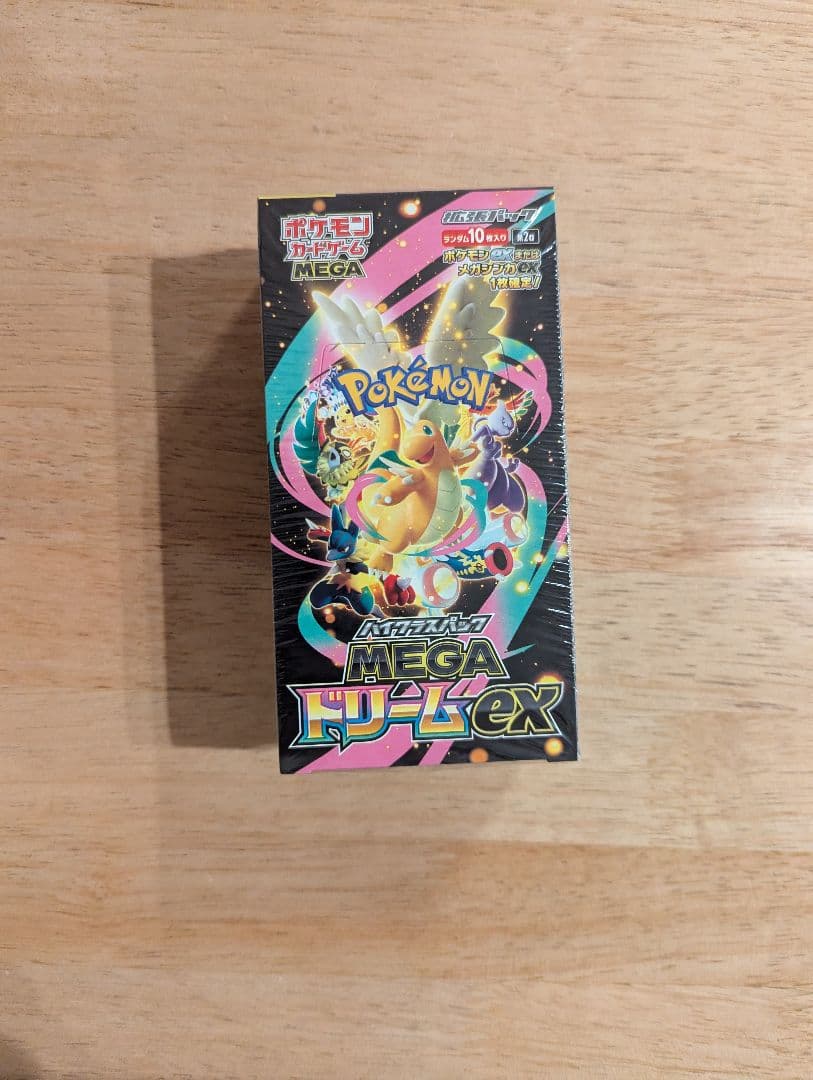 ポケモン
カードゲーム
MEGA
拡張パック
ランダム10枚入り
ポケモンexまたは
メガシンカex
1枚確定!
POKéMON
ハイクラスパック
MEGA
ドリームex